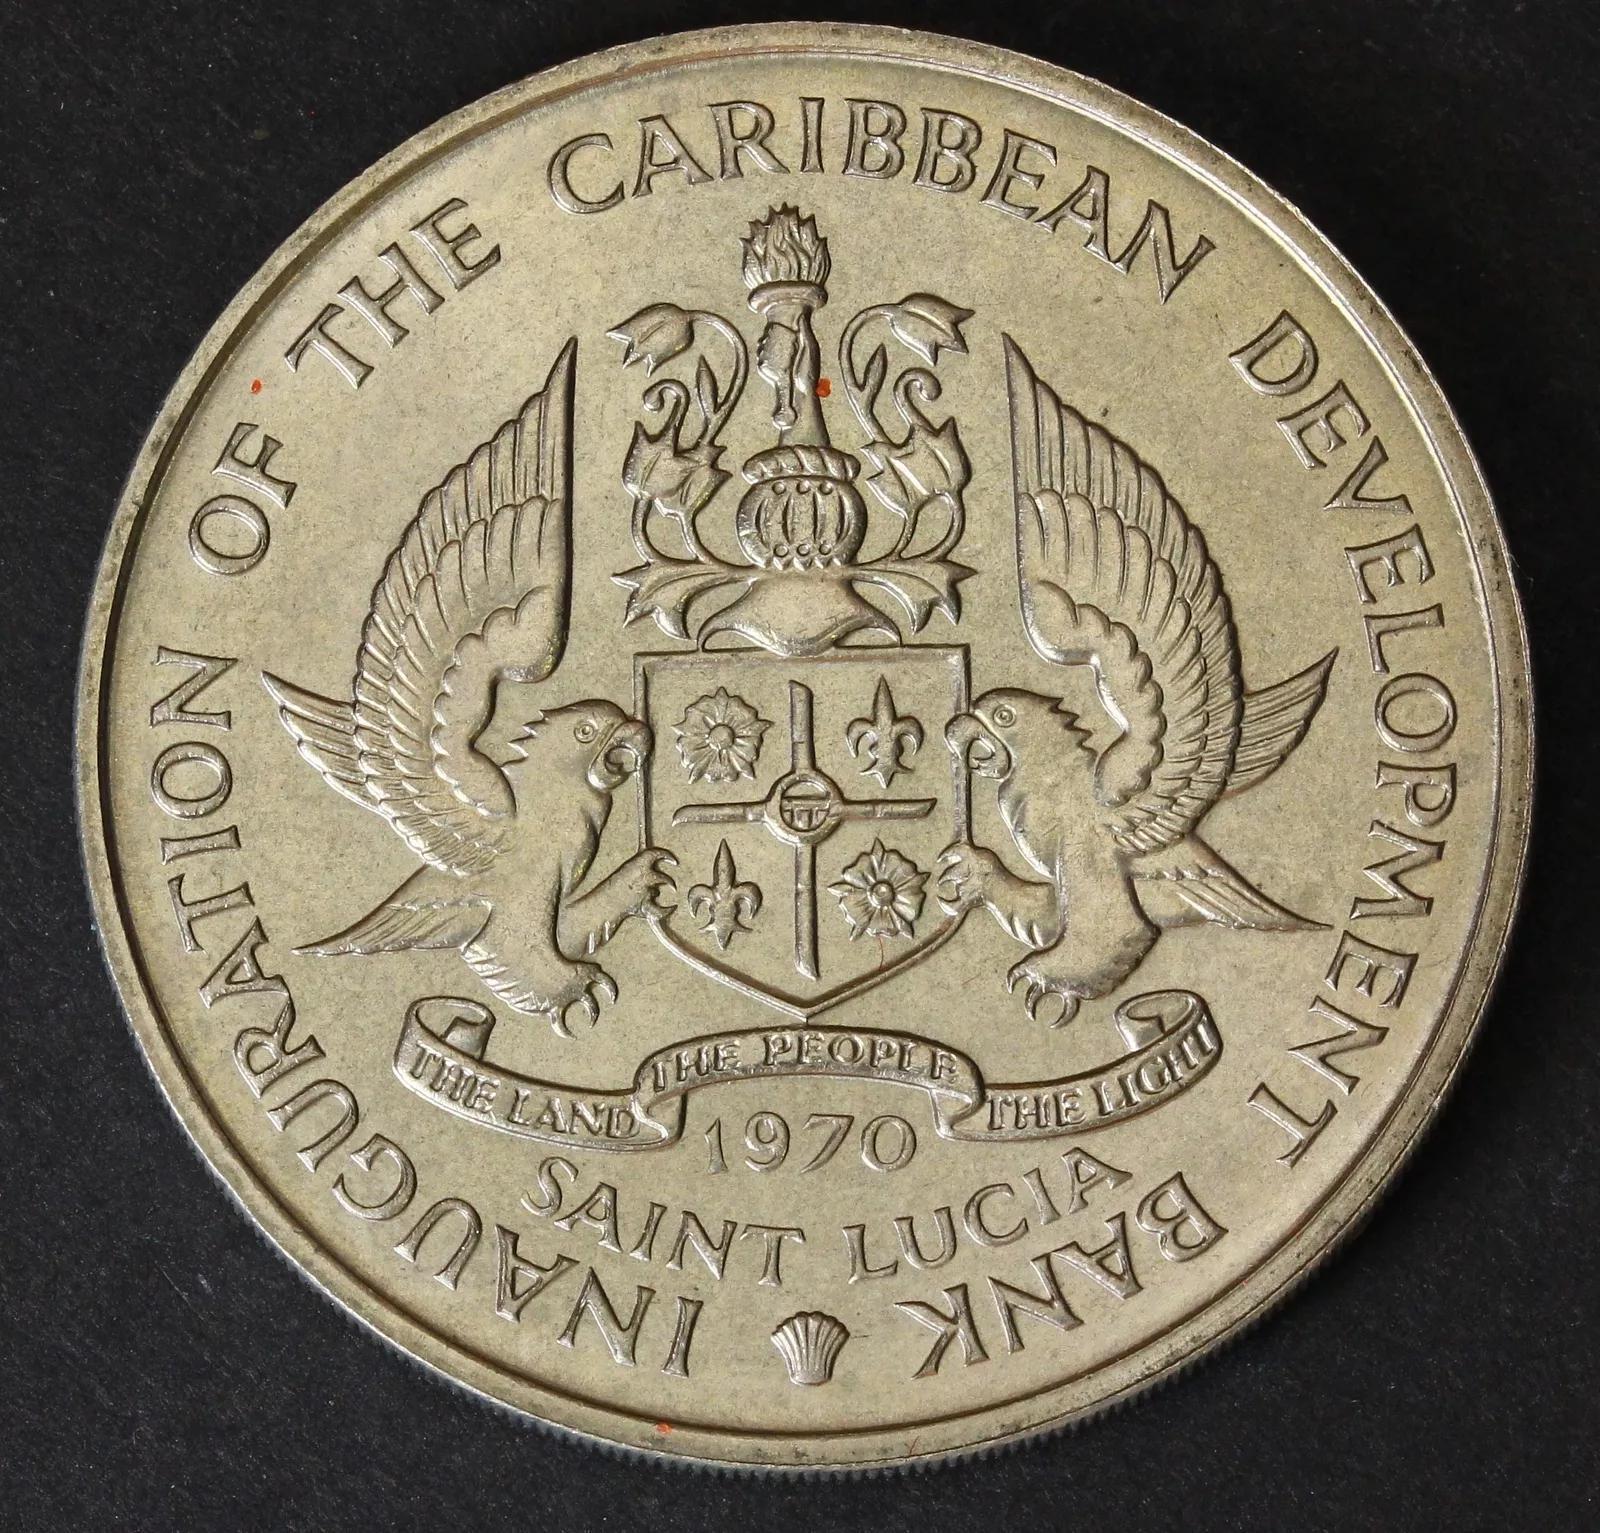 INAUGURATION OF THE CARIBBEAN DEVELOPMENT BANK
THE LAND THE PEOPLE THE LIGHT
1970
SAINT LUCIA